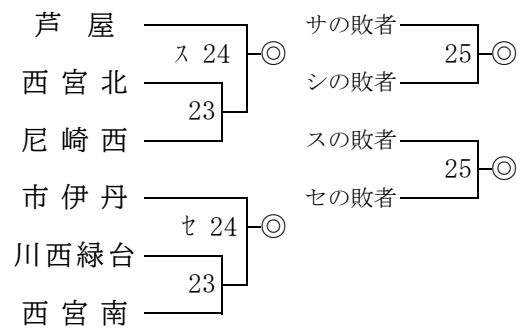 芦屋
ス 24 ◎
西宮北
23
尼崎西
市伊丹
セ 24 ◎
川西緑台
23
西宮南
サの敗者
25 ◎
シの敗者
スの敗者
25 ◎
セの敗者